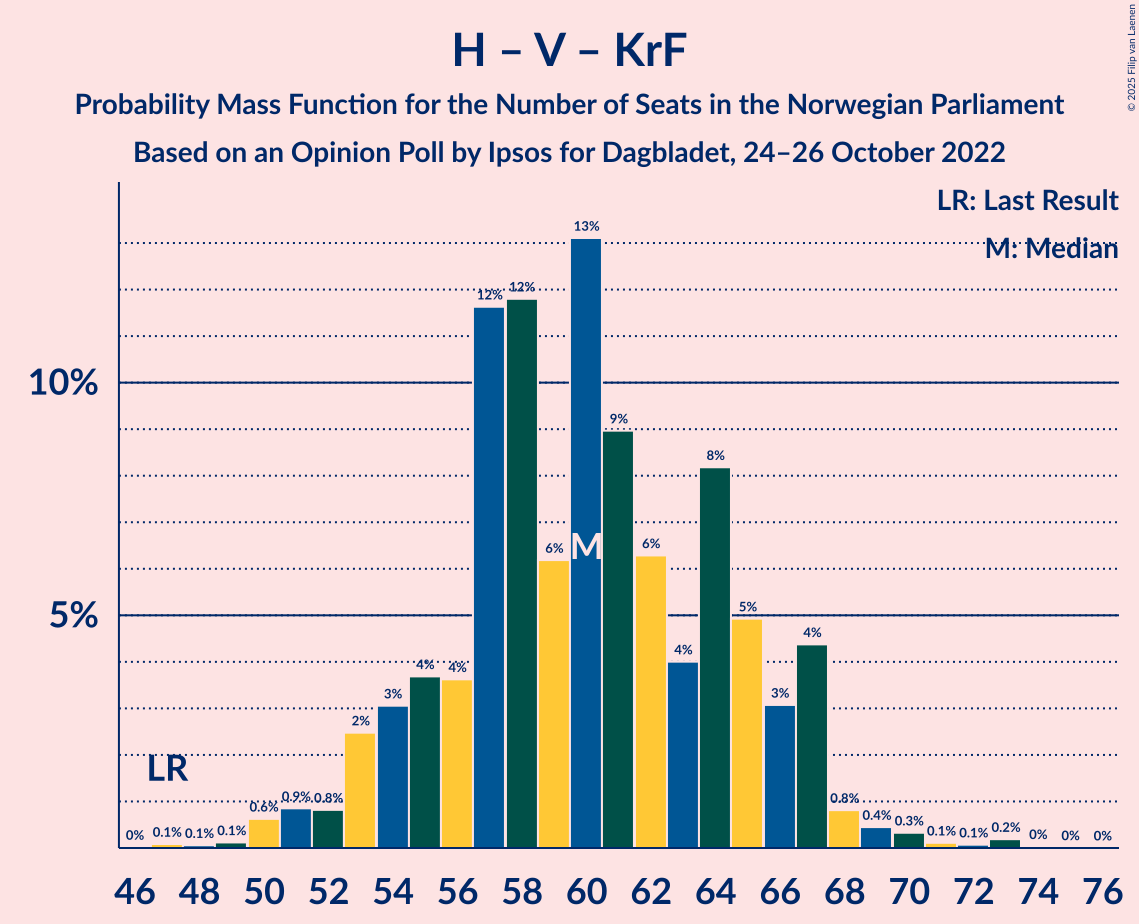 H – V – KrF
Probability Mass Function for the Number of Seats in the Norwegian Parliament
Based on an Opinion Poll by Ipsos for Dagbladet, 24–26 October 2022
© 2025 Filip van Laenen
LR: Last Result
M: Median
10%
5%
LR
M
0% 0.1% 0.1% 0.1% 0.6% 0.9% 0.8% 2% 3% 4% 4% 12% 12% 6% 13% 9% 6% 4% 8% 5% 3% 4% 0.8% 0.4% 0.3% 0.1% 0.1% 0.2% 0% 0% 0%
46 48 50 52 54 56 58 60 62 64 66 68 70 72 74 76